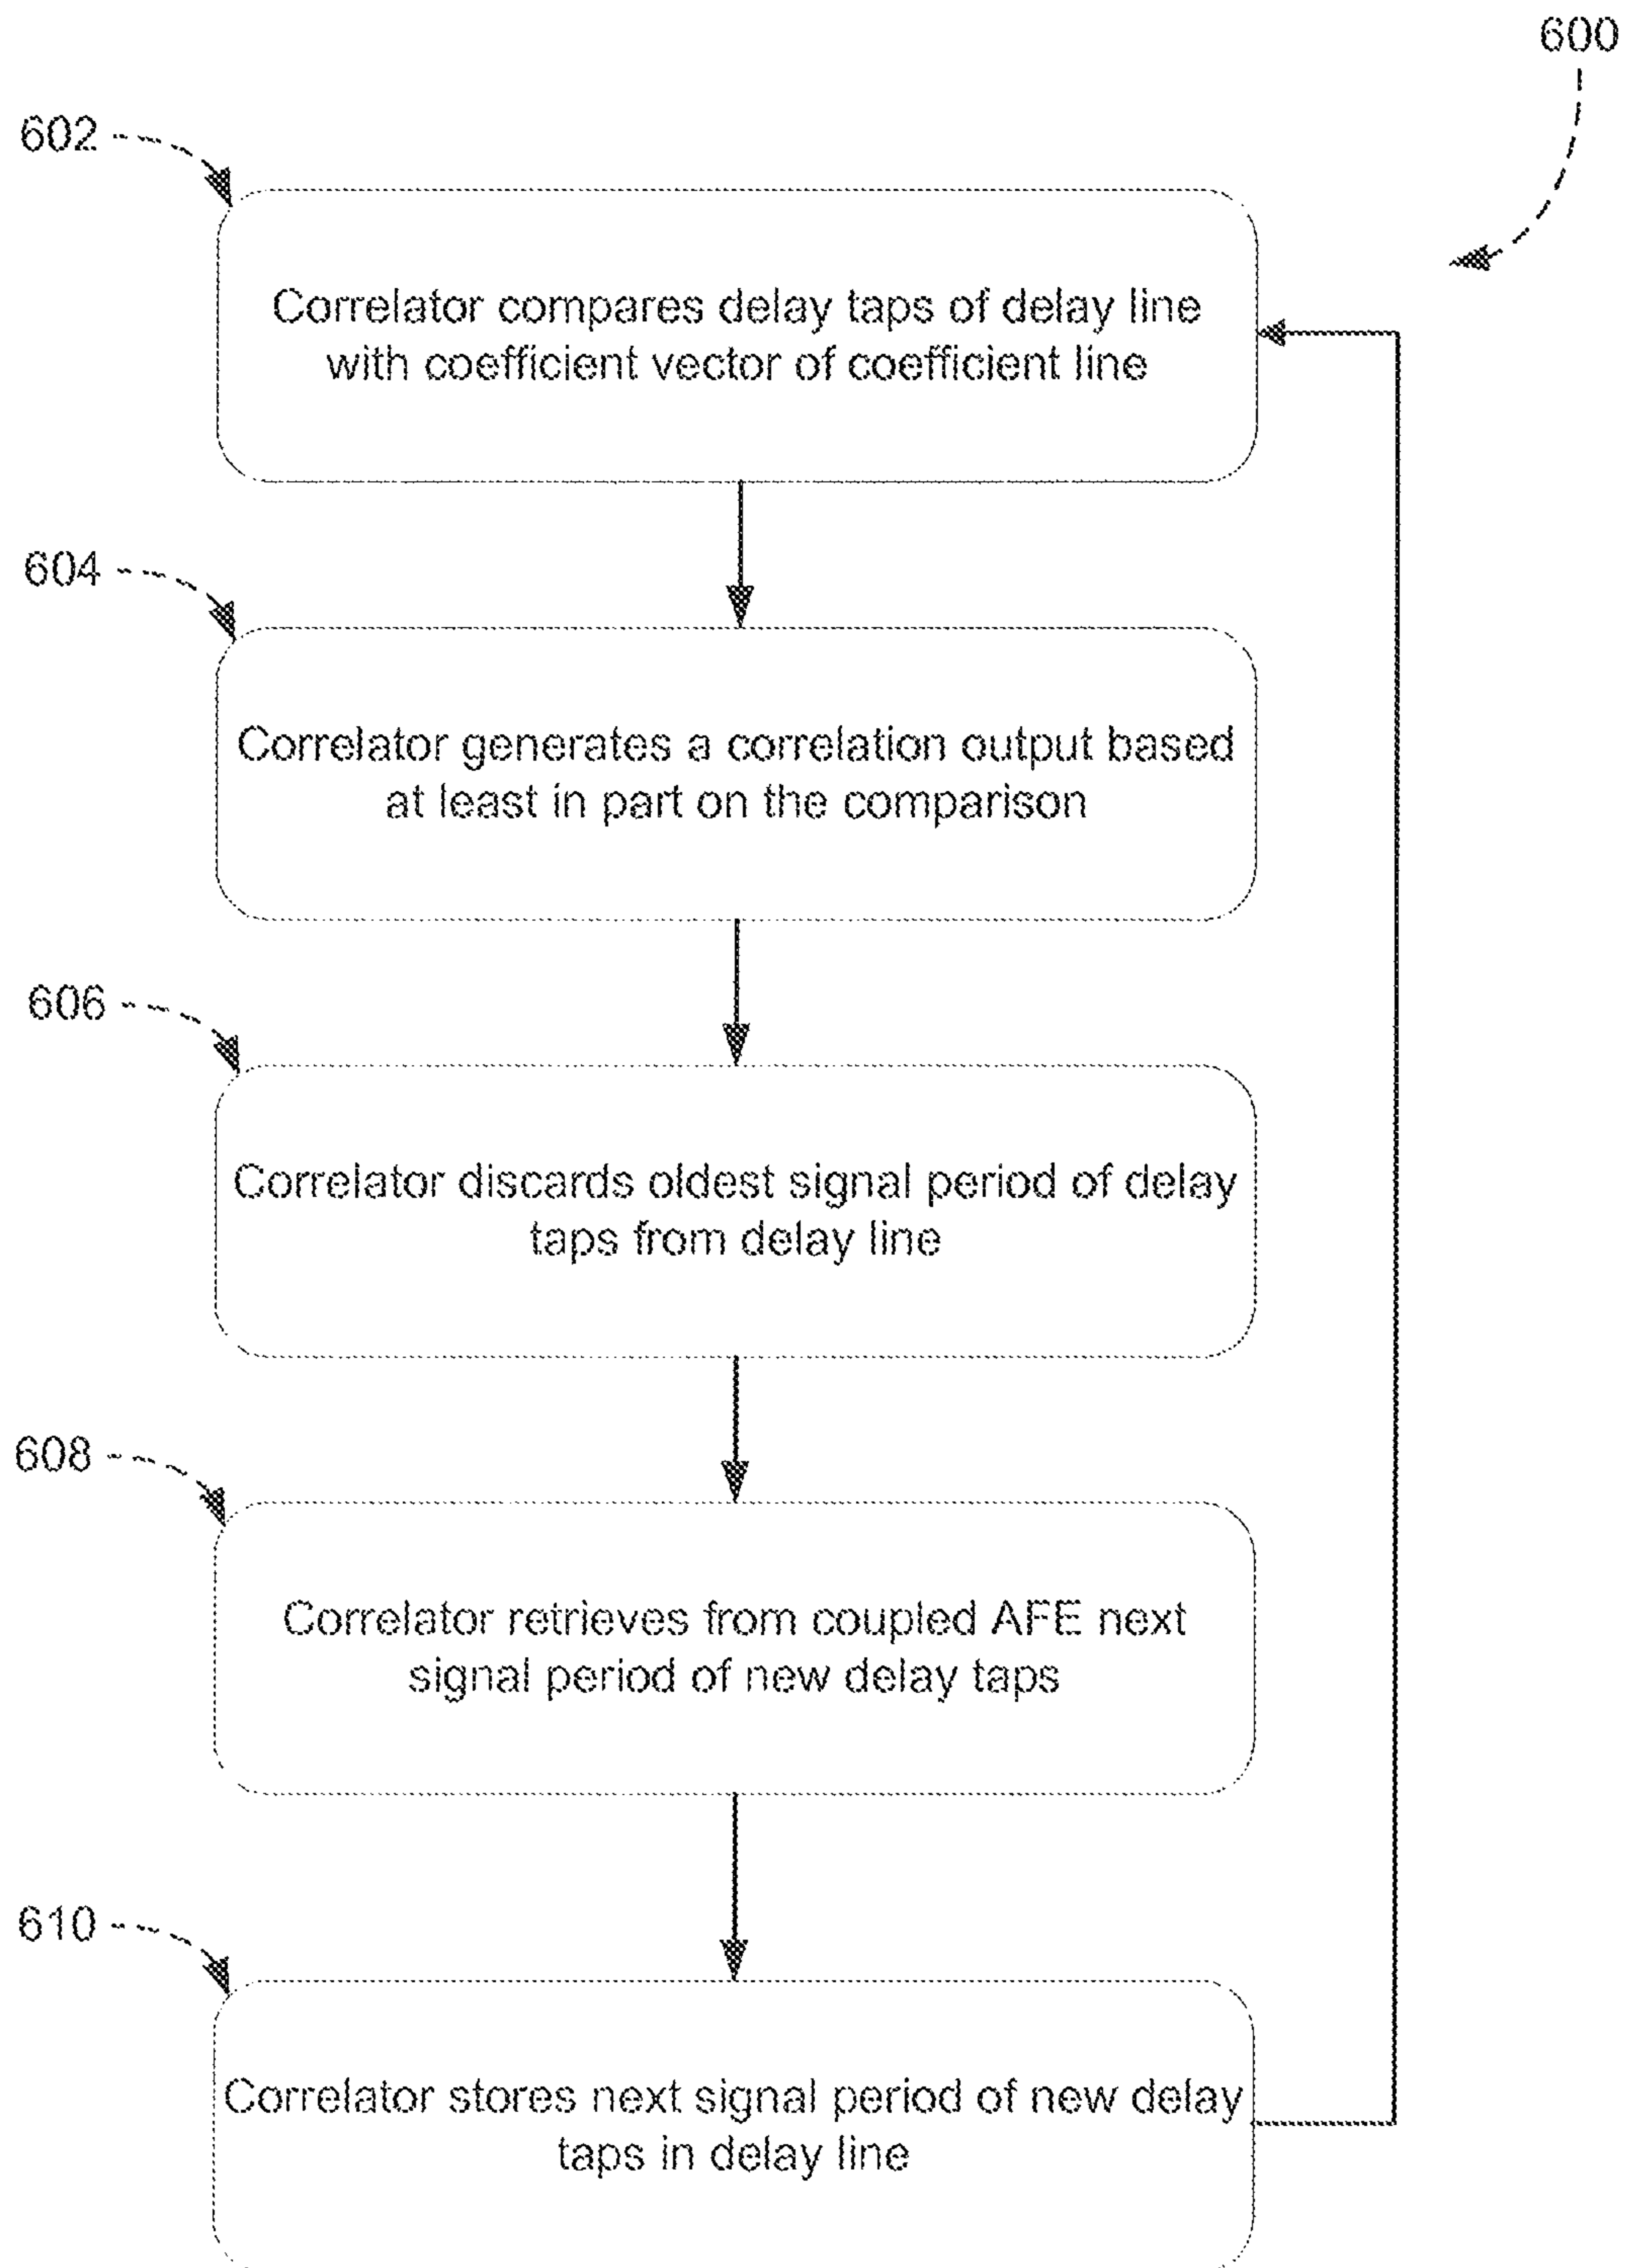 600
602
Correlator compares delay taps of delay line
with coefficient vector of coefficient line
604
Correlator generates a correlation output based
at least in part on the comparison
606
Correlator discards oldest signal period of delay
taps from delay line
608
Correlator retrieves from coupled AFE next
signal period of new delay taps
610
Correlator stores next signal period of new delay
taps in delay line